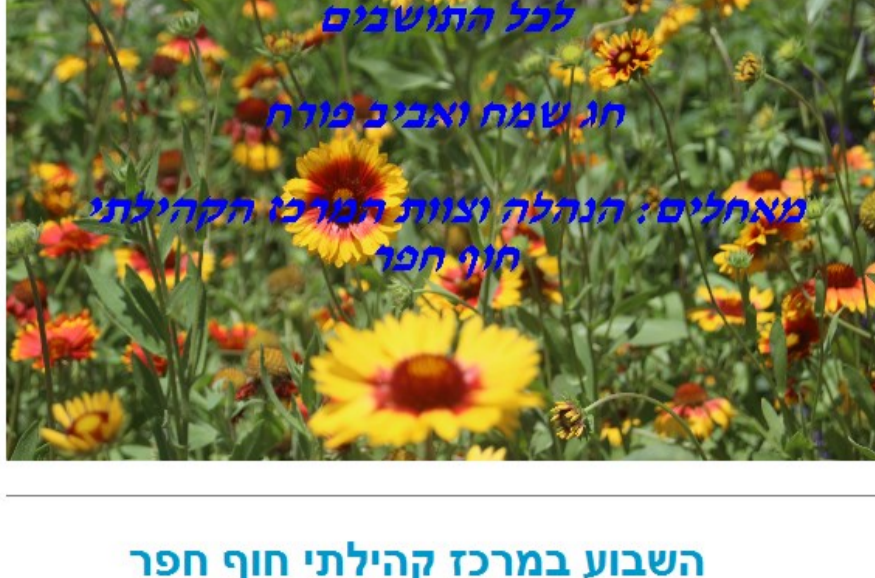 לכל התושבים
חג שמח ואביב פורח
מאחלים: הנהלה וצוות המרכז הקהילתי
חוף חפר
השבוע במרכז קהילתי חוף חפר